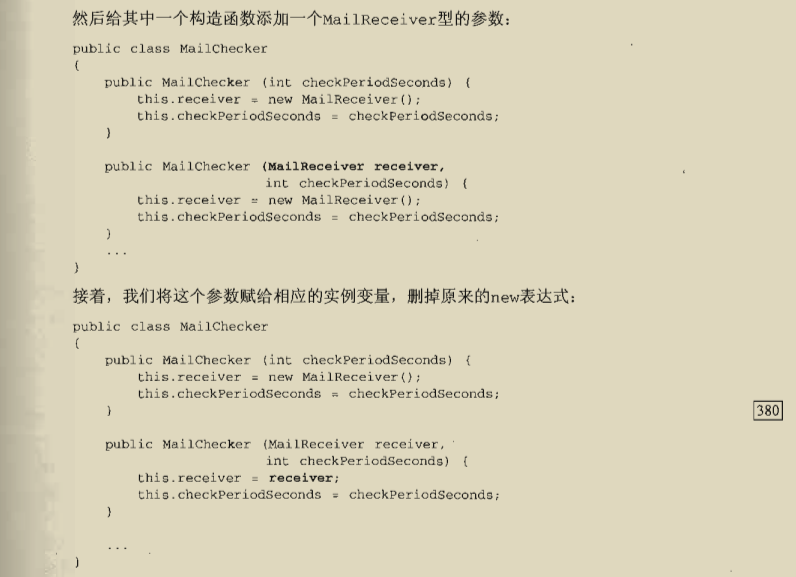 然后给其中一个构造函数添加一个MailReceiver型的参数：
public class MailChecker
{
    public MailChecker (int checkPeriodSeconds) {
        this.receiver = new MailReceiver();
        this.checkPeriodSeconds = checkPeriodSeconds;
    }
    public MailChecker (MailReceiver receiver,
                        int checkPeriodSeconds) {
        this.receiver = new MailReceiver();
        this.checkPeriodSeconds = checkPeriodSeconds;
    }
    ...
}
接着，我们将这个参数赋给相应的实例变量，删掉原来的new表达式：
public class MailChecker
{
    public MailChecker (int checkPeriodSeconds) {
        this.receiver = new MailReceiver();
        this.checkPeriodSeconds = checkPeriodSeconds;
    }
380
    public MailChecker (MailReceiver receiver,
                        int checkPeriodSeconds) {
        this.receiver = receiver;
        this.checkPeriodSeconds = checkPeriodSeconds;
    }
    ...
}